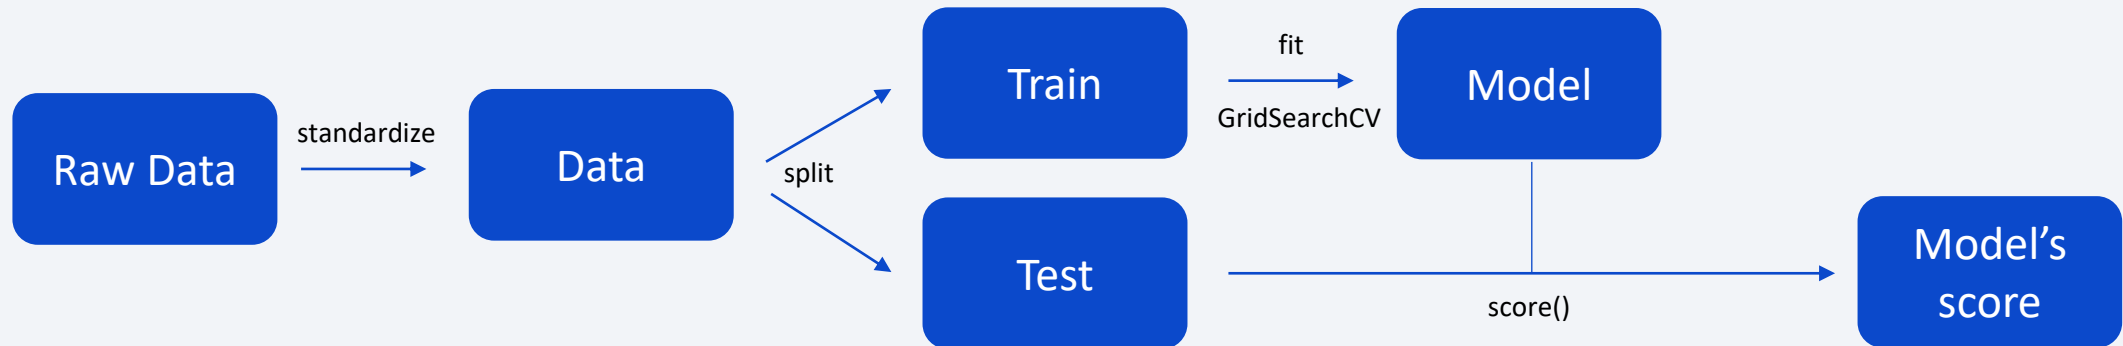 Raw Data
standardize
Data
split
Train
Test
fit
GridSearchCV
Model
score()
Model’s
score